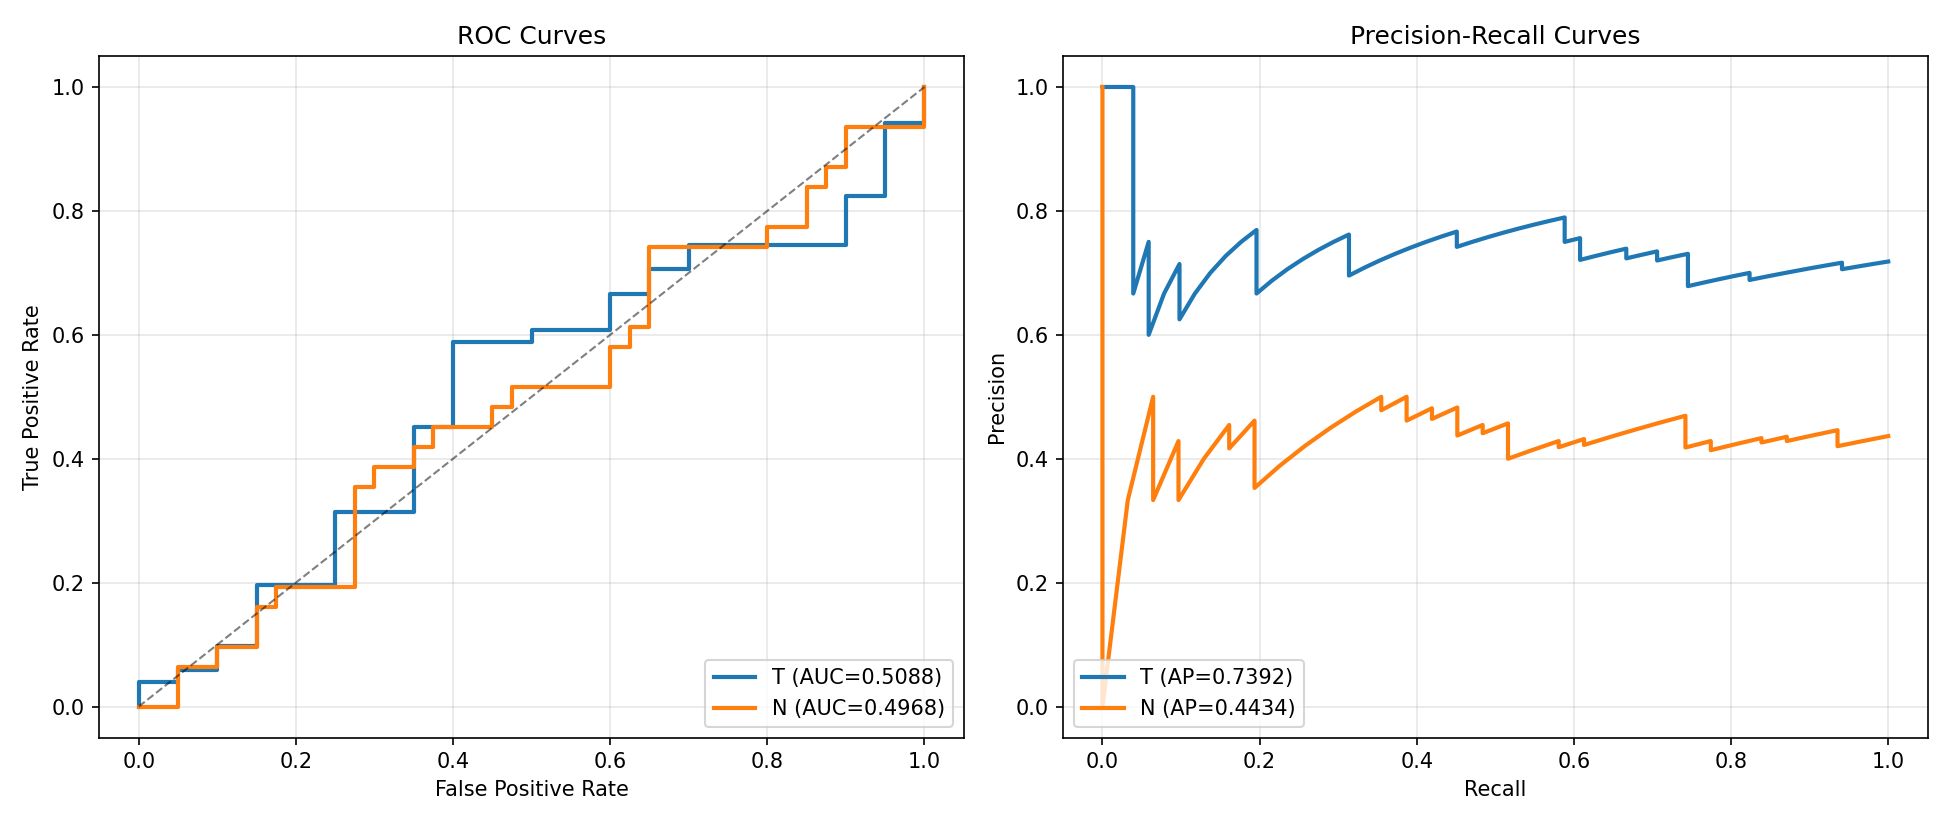 ROC Curves
True Positive Rate
1.0
0.8
0.6
0.4
0.2
0.0
0.0 0.2 0.4 0.6 0.8 1.0
False Positive Rate
T (AUC=0.5088)
N (AUC=0.4968)
Precision-Recall Curves
Precision
1.0
0.8
0.6
0.4
0.2
0.0
0.0 0.2 0.4 0.6 0.8 1.0
Recall
T (AP=0.7392)
N (AP=0.4434)